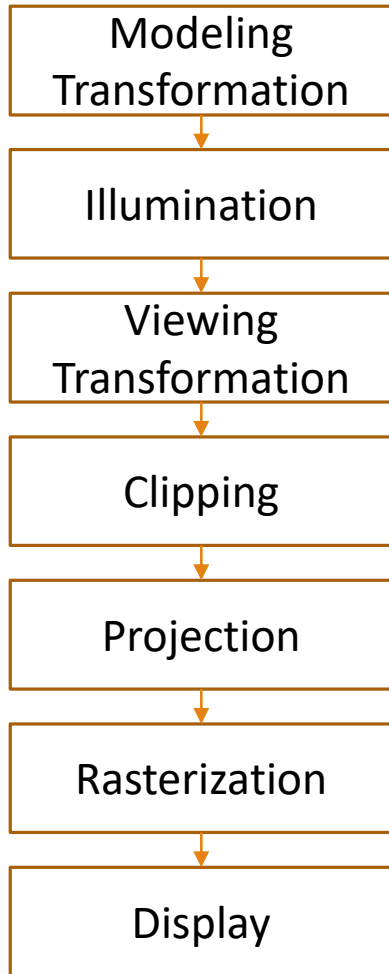 Modeling
Transformation
Illumination
Viewing
Transformation
Clipping
Projection
Rasterization
Display